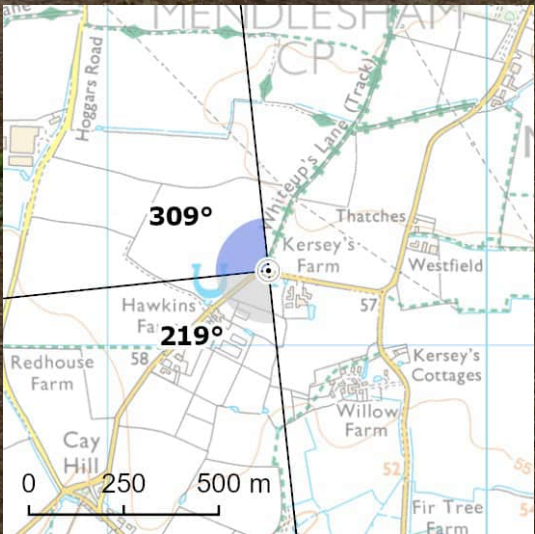 MENDLESHAM
CP
Hoggars Road
Whiteup's Lane (Track)
309°
Thatches
Kersey's
Farm
Westfield
U
Hawkins
57
219°
58
Redhouse
Farm
Kersey's
Cottages
Willow
Farm
Cay
Hill
52
55
0 250 500 m
Fir Tree
Farm